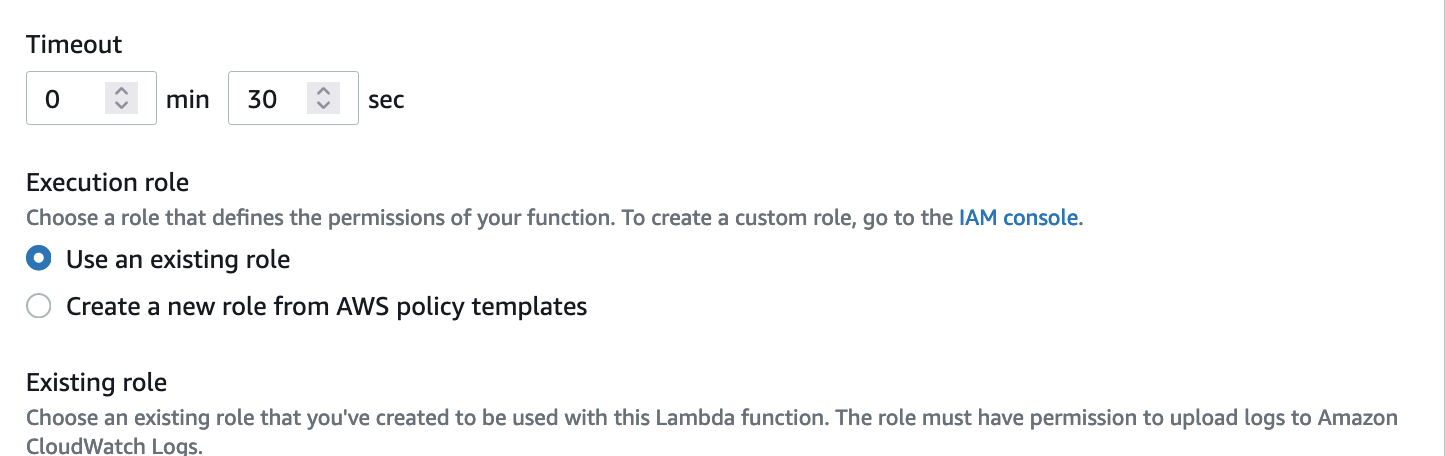 Timeout
0 min 30 sec
Execution role
Choose a role that defines the permissions of your function. To create a custom role, go to the IAM console.
Use an existing role
Create a new role from AWS policy templates
Existing role
Choose an existing role that you've created to be used with this Lambda function. The role must have permission to upload logs to Amazon
CloudWatch Logs.